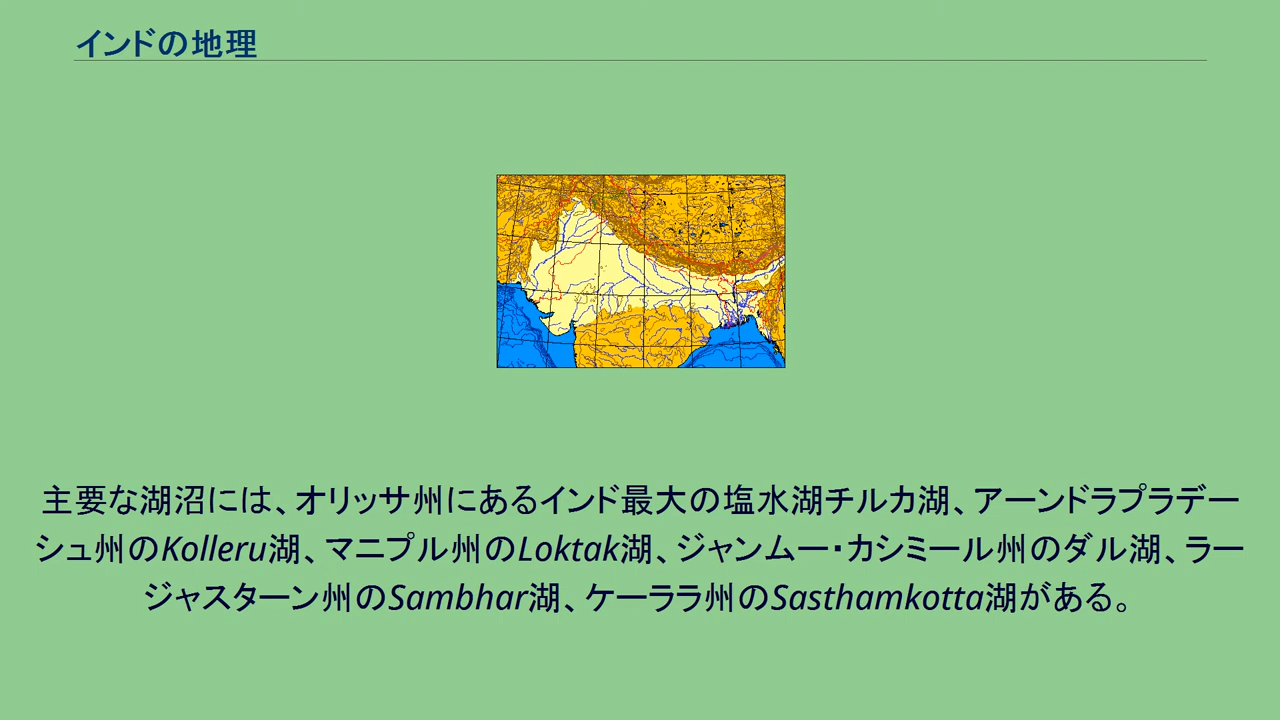 インドの地理
主要な湖沼には、オリッサ州にあるインド最大の塩水湖チルカ湖、アーンドラプラデー
シュ州のKolleru湖、マニプル州のLoktak湖、ジャンムー・カシミール州のダル湖、ラー
ジャスターン州のSambhar湖、ケーララ州のSasthamkotta湖がある。